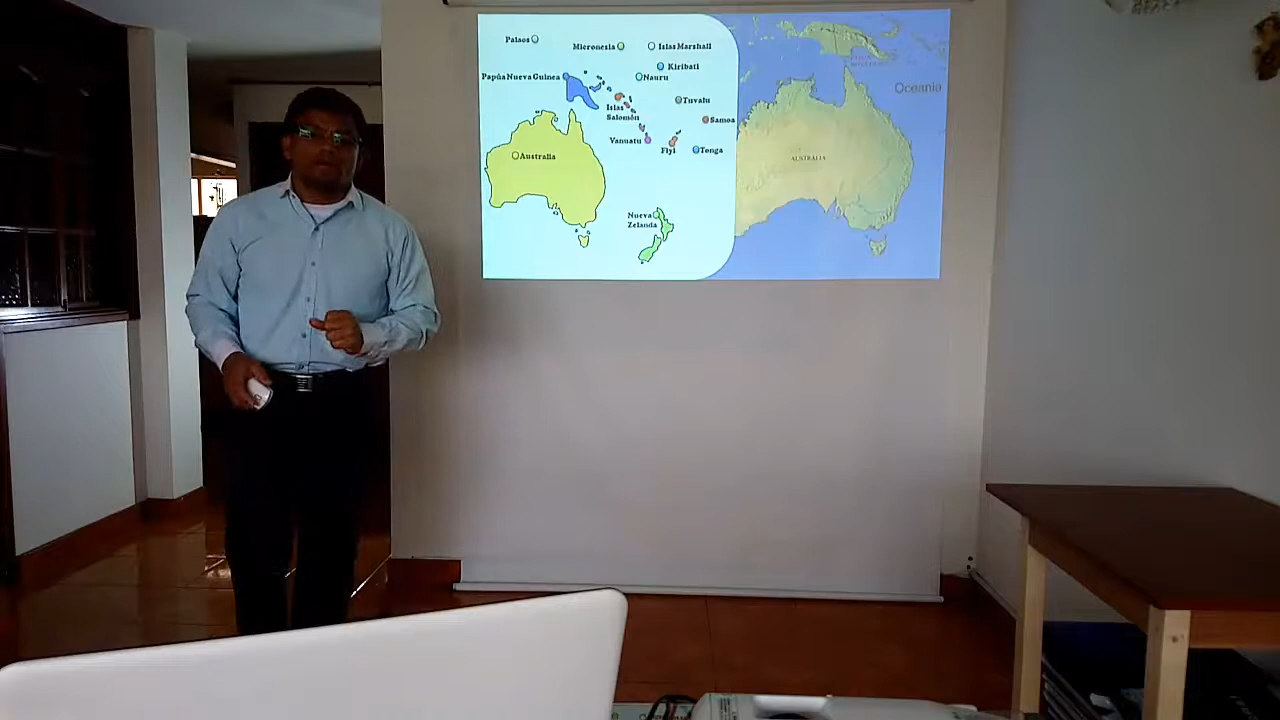 Palaos
Micronesia
Islas Marshall
Kiribati
Papúa Nueva Guinea
Nauru
Tuvalu
Islas
Salomón
Samoa
Vanuatu
Fiyi
Tonga
Australia
Nueva
Zelanda
Oceania
AUSTRALIA